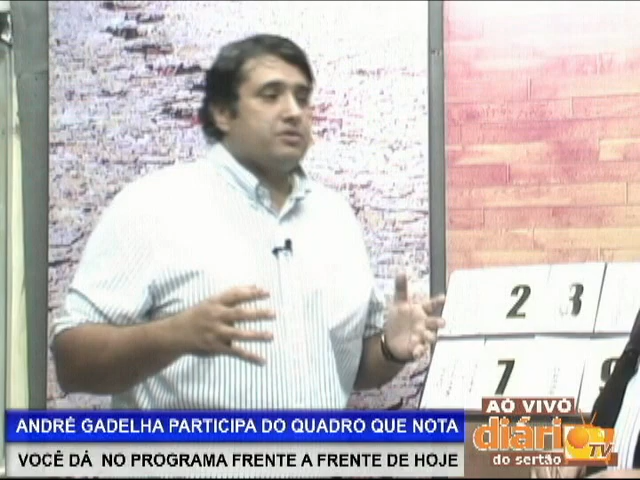 2 3
7 9
ANDRÉ GADELHA PARTICIPA DO QUADRO QUE NOTA
VOCÊ DÁ NO PROGRAMA FRENTE A FRENTE DE HOJE
AO VIVO
diário
TV
do sertão